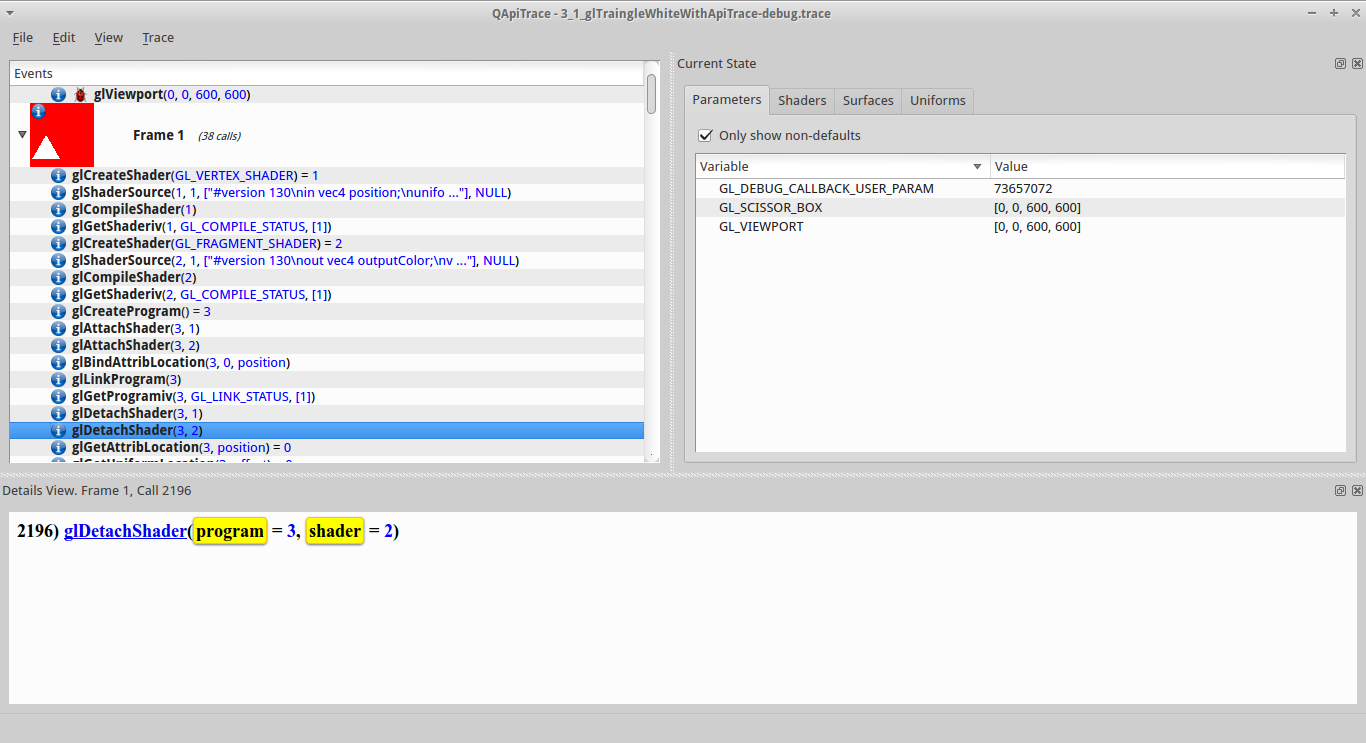 QApiTrace - 3_1_glTraingleWhiteWithApiTrace-debug.trace
File Edit View Trace
Events
glViewport(0, 0, 600, 600)
Frame 1 (38 calls)
glCreateShader(GL_VERTEX_SHADER) = 1
glShaderSource(1, 1, ["#version 130\nin vec4 position;\nunifo ..."], NULL)
glCompileShader(1)
glGetShaderiv(1, GL_COMPILE_STATUS, [1])
glCreateShader(GL_FRAGMENT_SHADER) = 2
glShaderSource(2, 1, ["#version 130\nout vec4 outputColor;\nv ..."], NULL)
glCompileShader(2)
glGetShaderiv(2, GL_COMPILE_STATUS, [1])
glCreateProgram() = 3
glAttachShader(3, 1)
glAttachShader(3, 2)
glBindAttribLocation(3, 0, position)
glLinkProgram(3)
glGetProgramiv(3, GL_LINK_STATUS, [1])
glDetachShader(3, 1)
glDetachShader(3, 2)
glGetAttribLocation(3, position) = 0
Current State
Parameters Shaders Surfaces Uniforms
Only show non-defaults
Variable Value
GL_DEBUG_CALLBACK_USER_PARAM 73657072
GL_SCISSOR_BOX [0, 0, 600, 600]
GL_VIEWPORT [0, 0, 600, 600]
Details View. Frame 1, Call 2196
2196) glDetachShader(program = 3, shader = 2)